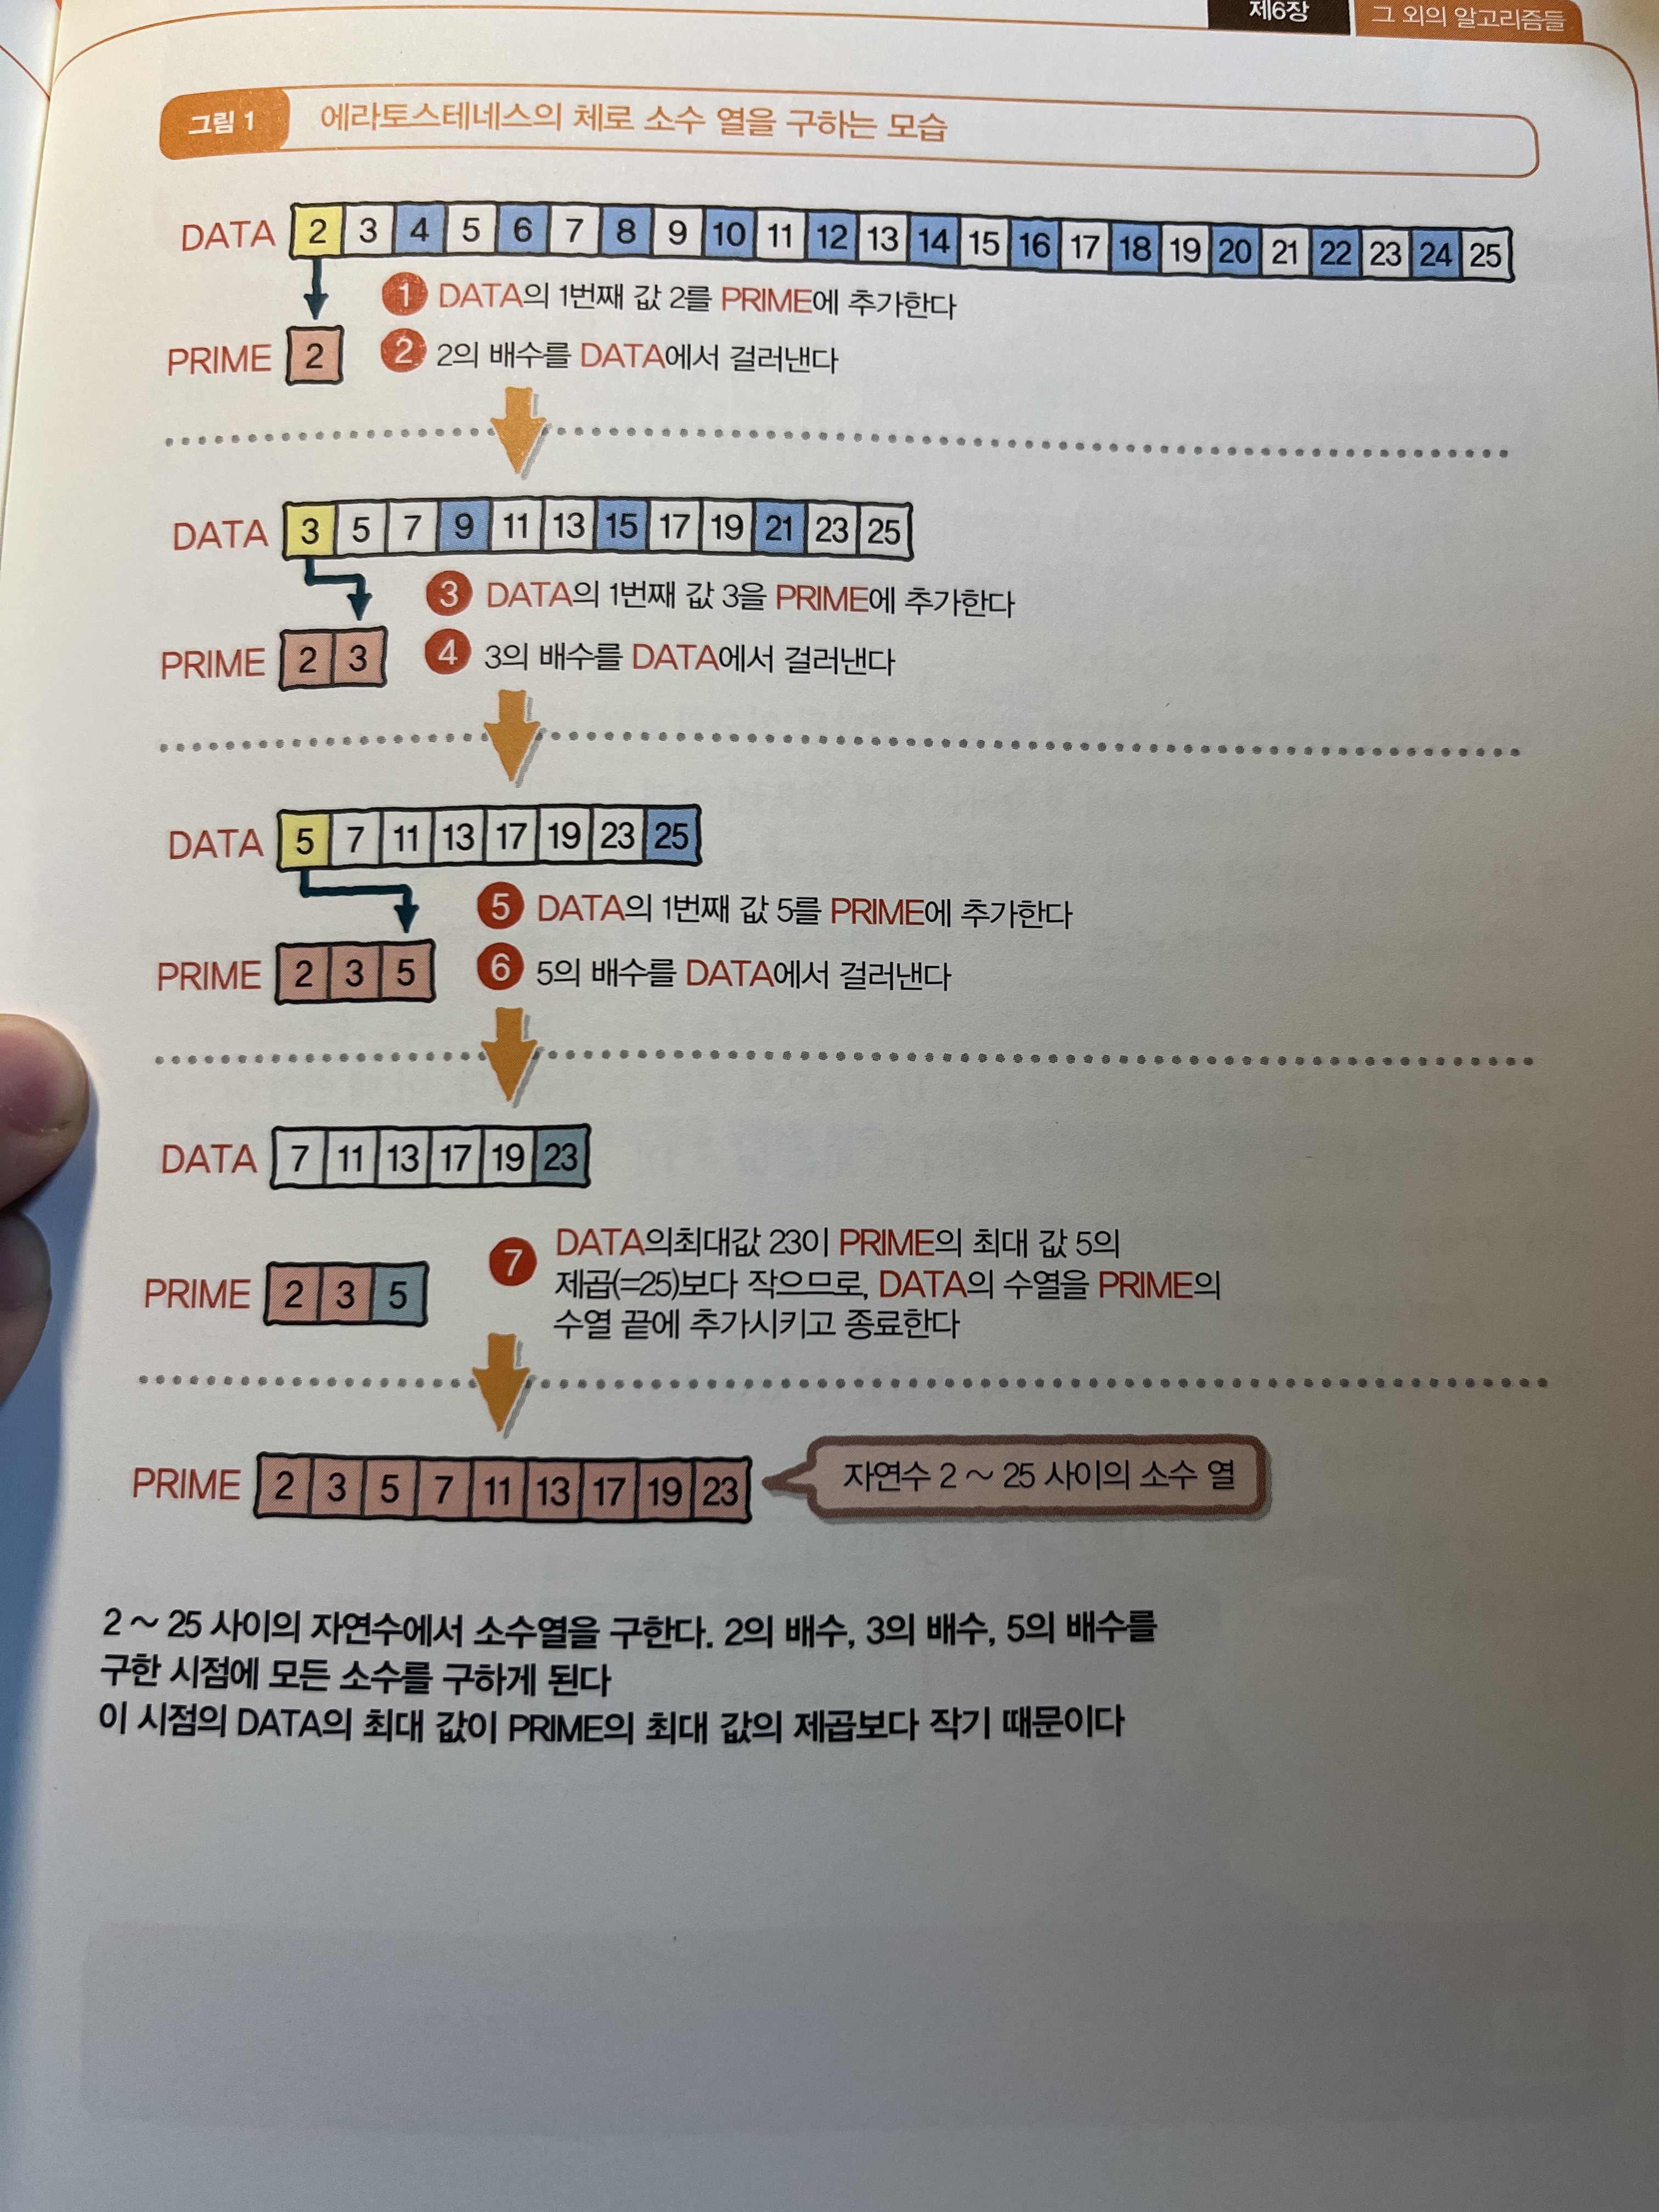 제6장 그 외의 알고리즘들
그림 1 에라토스테네스의 체로 소수 열을 구하는 모습
DATA 2 3 4 5 6 7 8 9 10 11 12 13 14 15 16 17 18 19 20 21 22 23 24 25
1 DATA의 1번째 값 2를 PRIME에 추가한다
PRIME 2
2 2의 배수를 DATA에서 걸러낸다
DATA 3 5 7 9 11 13 15 17 19 21 23 25
3 DATA의 1번째 값 3을 PRIME에 추가한다
PRIME 2 3
4 3의 배수를 DATA에서 걸러낸다
DATA 5 7 11 13 17 19 23 25
5 DATA의 1번째 값 5를 PRIME에 추가한다
PRIME 2 3 5
6 5의 배수를 DATA에서 걸러낸다
DATA 7 11 13 17 19 23
PRIME 2 3 5
7 DATA의최대값 23이 PRIME의 최대 값 5의
제곱(=25)보다 작으므로, DATA의 수열을 PRIME의
수열 끝에 추가시키고 종료한다
PRIME 2 3 5 7 11 13 17 19 23
자연수 2 ~ 25 사이의 소수 열
2 ~ 25 사이의 자연수에서 소수열을 구한다. 2의 배수, 3의 배수, 5의 배수를
구한 시점에 모든 소수를 구하게 된다
이 시점의 DATA의 최대 값이 PRIME의 최대 값의 제곱보다 작기 때문이다